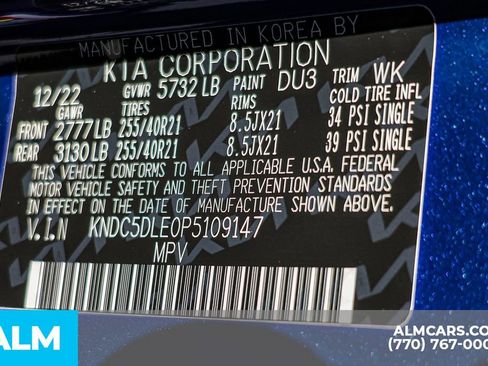 MANUFACTURED IN KOREA BY
KIA CORPORATION
12/22 GVWR 5732 LB PAINT DU3 TRIM WK
GAWR TIRES RIMS COLD TIRE INFL
FRONT 2777 LB 255/40R21 8.5JX21 34 PSI SINGLE
REAR 3130 LB 255/40R21 8.5JX21 39 PSI SINGLE
THIS VEHICLE CONFORMS TO ALL APPLICABLE U.S.A. FEDERAL
MOTOR VEHICLE SAFETY AND THEFT PREVENTION STANDARDS
IN EFFECT ON THE DATE OF MANUFACTURE SHOWN ABOVE.
V.I.N KNDC5DLE0P5109147
MPV
ALM
ALMCARS.CO
(770) 767-000